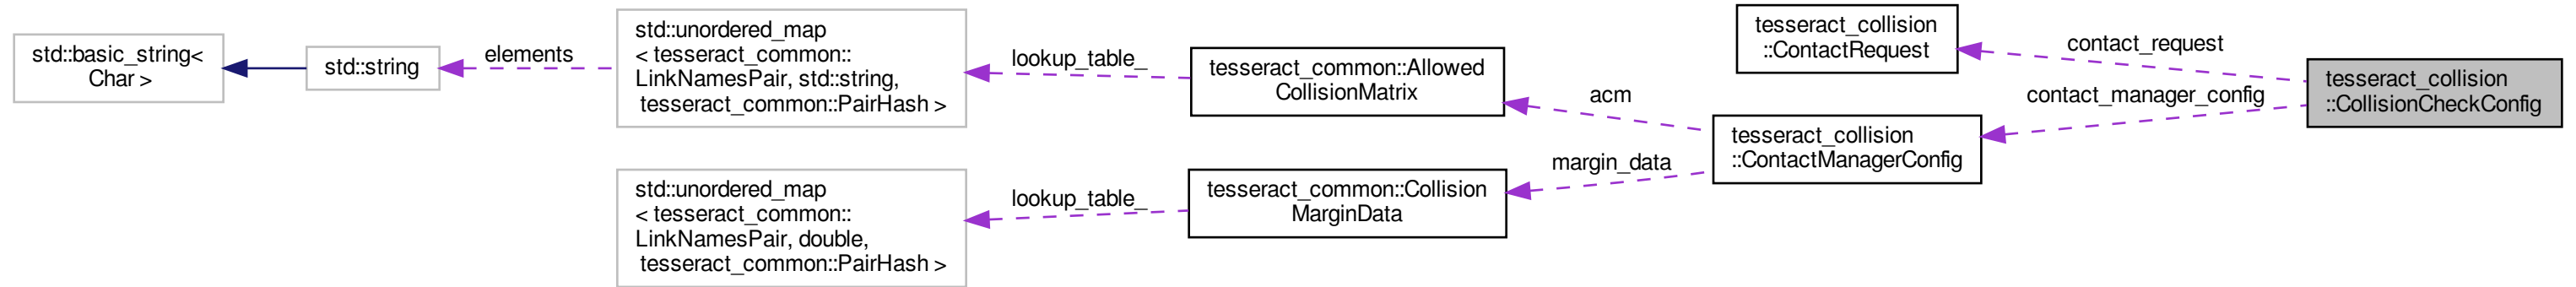 std::basic_string<
Char >
std::string
elements
std::unordered_map
< tesseract_common::
LinkNamesPair, std::string,
tesseract_common::PairHash >
lookup_table_
tesseract_common::Allowed
CollisionMatrix
acm
tesseract_collision
::ContactRequest
contact_request
tesseract_collision
::CollisionCheckConfig
contact_manager_config
tesseract_collision
::ContactManagerConfig
margin_data
tesseract_common::Collision
MarginData
lookup_table_
std::unordered_map
< tesseract_common::
LinkNamesPair, double,
tesseract_common::PairHash >